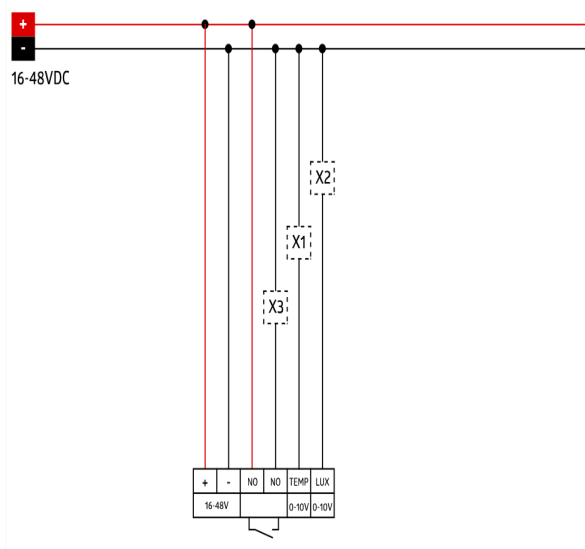 +
-
16-48VDC
X2
X1
X3
+ - NO NO TEMP LUX
16-48V 0-10V 0-10V